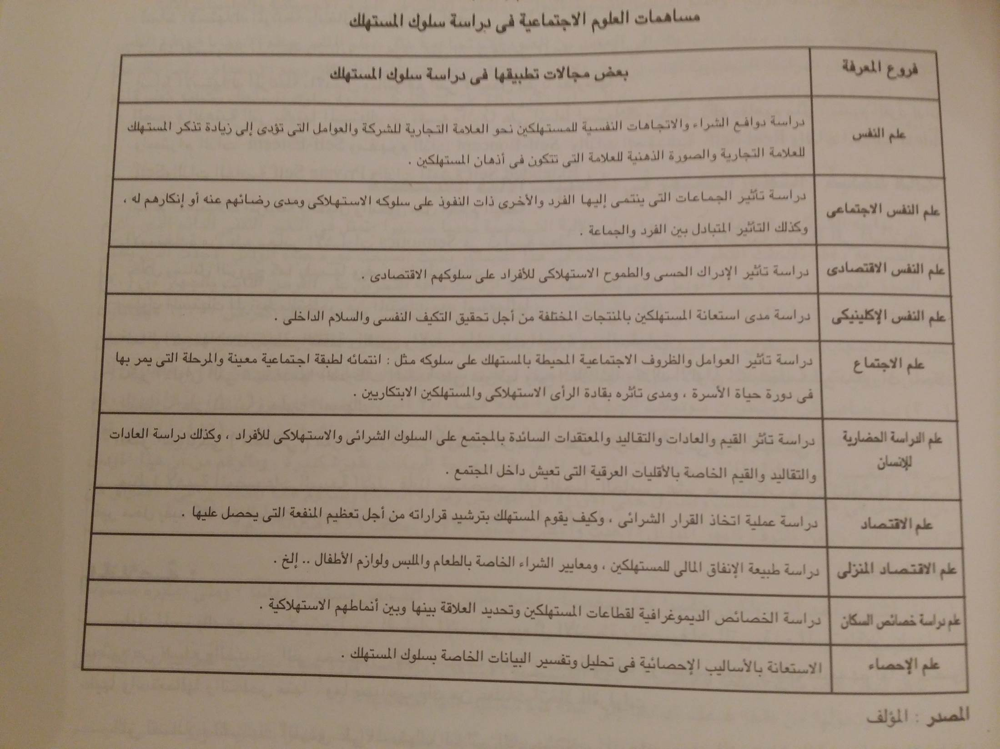 مساهمات العلوم الاجتماعية فى دراسة سلوك المستهلك
فروع المعرفة
بعض مجالات تطبيقها فى دراسة سلوك المستهلك
علم النفس
دراسة دوافع الشراء والاتجاهات النفسية للمستهلكين نحو العلامة التجارية للشركة والعوامل التى تؤدى إلى زيادة تذكر المستهلك
للعلامة التجارية والصورة الذهنية للعلامة التى تتكون فى أذهان المستهلكين .
علم النفس الاجتماعى
دراسة تأثير الجماعات التى ينتمى إليها الفرد والأخرى ذات النفوذ على سلوكه الاستهلاكى ومدى رضائهم عنه أو إنكارهم له ،
وكذلك التأثير المتبادل بين الفرد والجماعة .
علم النفس الاقتصادى
دراسة تأثير الإدراك الحسى والطموح الاستهلاكى للأفراد على سلوكهم الاقتصادى .
علم النفس الإكلينيكى
دراسة مدى استعانة المستهلكين بالمنتجات المختلفة من أجل تحقيق التكيف النفسى والسلام الداخلى .
علم الاجتماع
دراسة تأثير العوامل والظروف الاجتماعية المحيطة بالمستهلك على سلوكه مثل : انتمائه لطبقة اجتماعية معينة والمرحلة التى يمر بها
فى دورة حياة الأسرة ، ومدى تأثره بقادة الرأى الاستهلاكى والمستهلكين الابتكاريين .
علم الدراسة الحضارية
للإنسان
دراسة تأثر القيم والعادات والتقاليد والمعتقدات السائدة بالمجتمع على السلوك الشرائى والاستهلاكى للأفراد ، وكذلك دراسة العادات
والتقاليد والقيم الخاصة بالأقليات العرقية التى تعيش داخل المجتمع .
علم الاقتصاد
دراسة عملية اتخاذ القرار الشرائى ، وكيف يقوم المستهلك بترشيد قراراته من أجل تعظيم المنفعة التى يحصل عليها .
علم الاقتصاد المنزلى
دراسة طبيعة الإنفاق المالى للمستهلكين ، ومعايير الشراء الخاصة بالطعام والملبس ولوازم الأطفال .. إلخ .
علم دراسة خصائص السكان
دراسة الخصائص الديموغرافية لقطاعات المستهلكين وتحديد العلاقة بينها وبين أنماطهم الاستهلاكية .
علم الإحصاء
الاستعانة بالأساليب الإحصائية فى تحليل وتفسير البيانات الخاصة بسلوك المستهلك .
المصدر : المؤلف